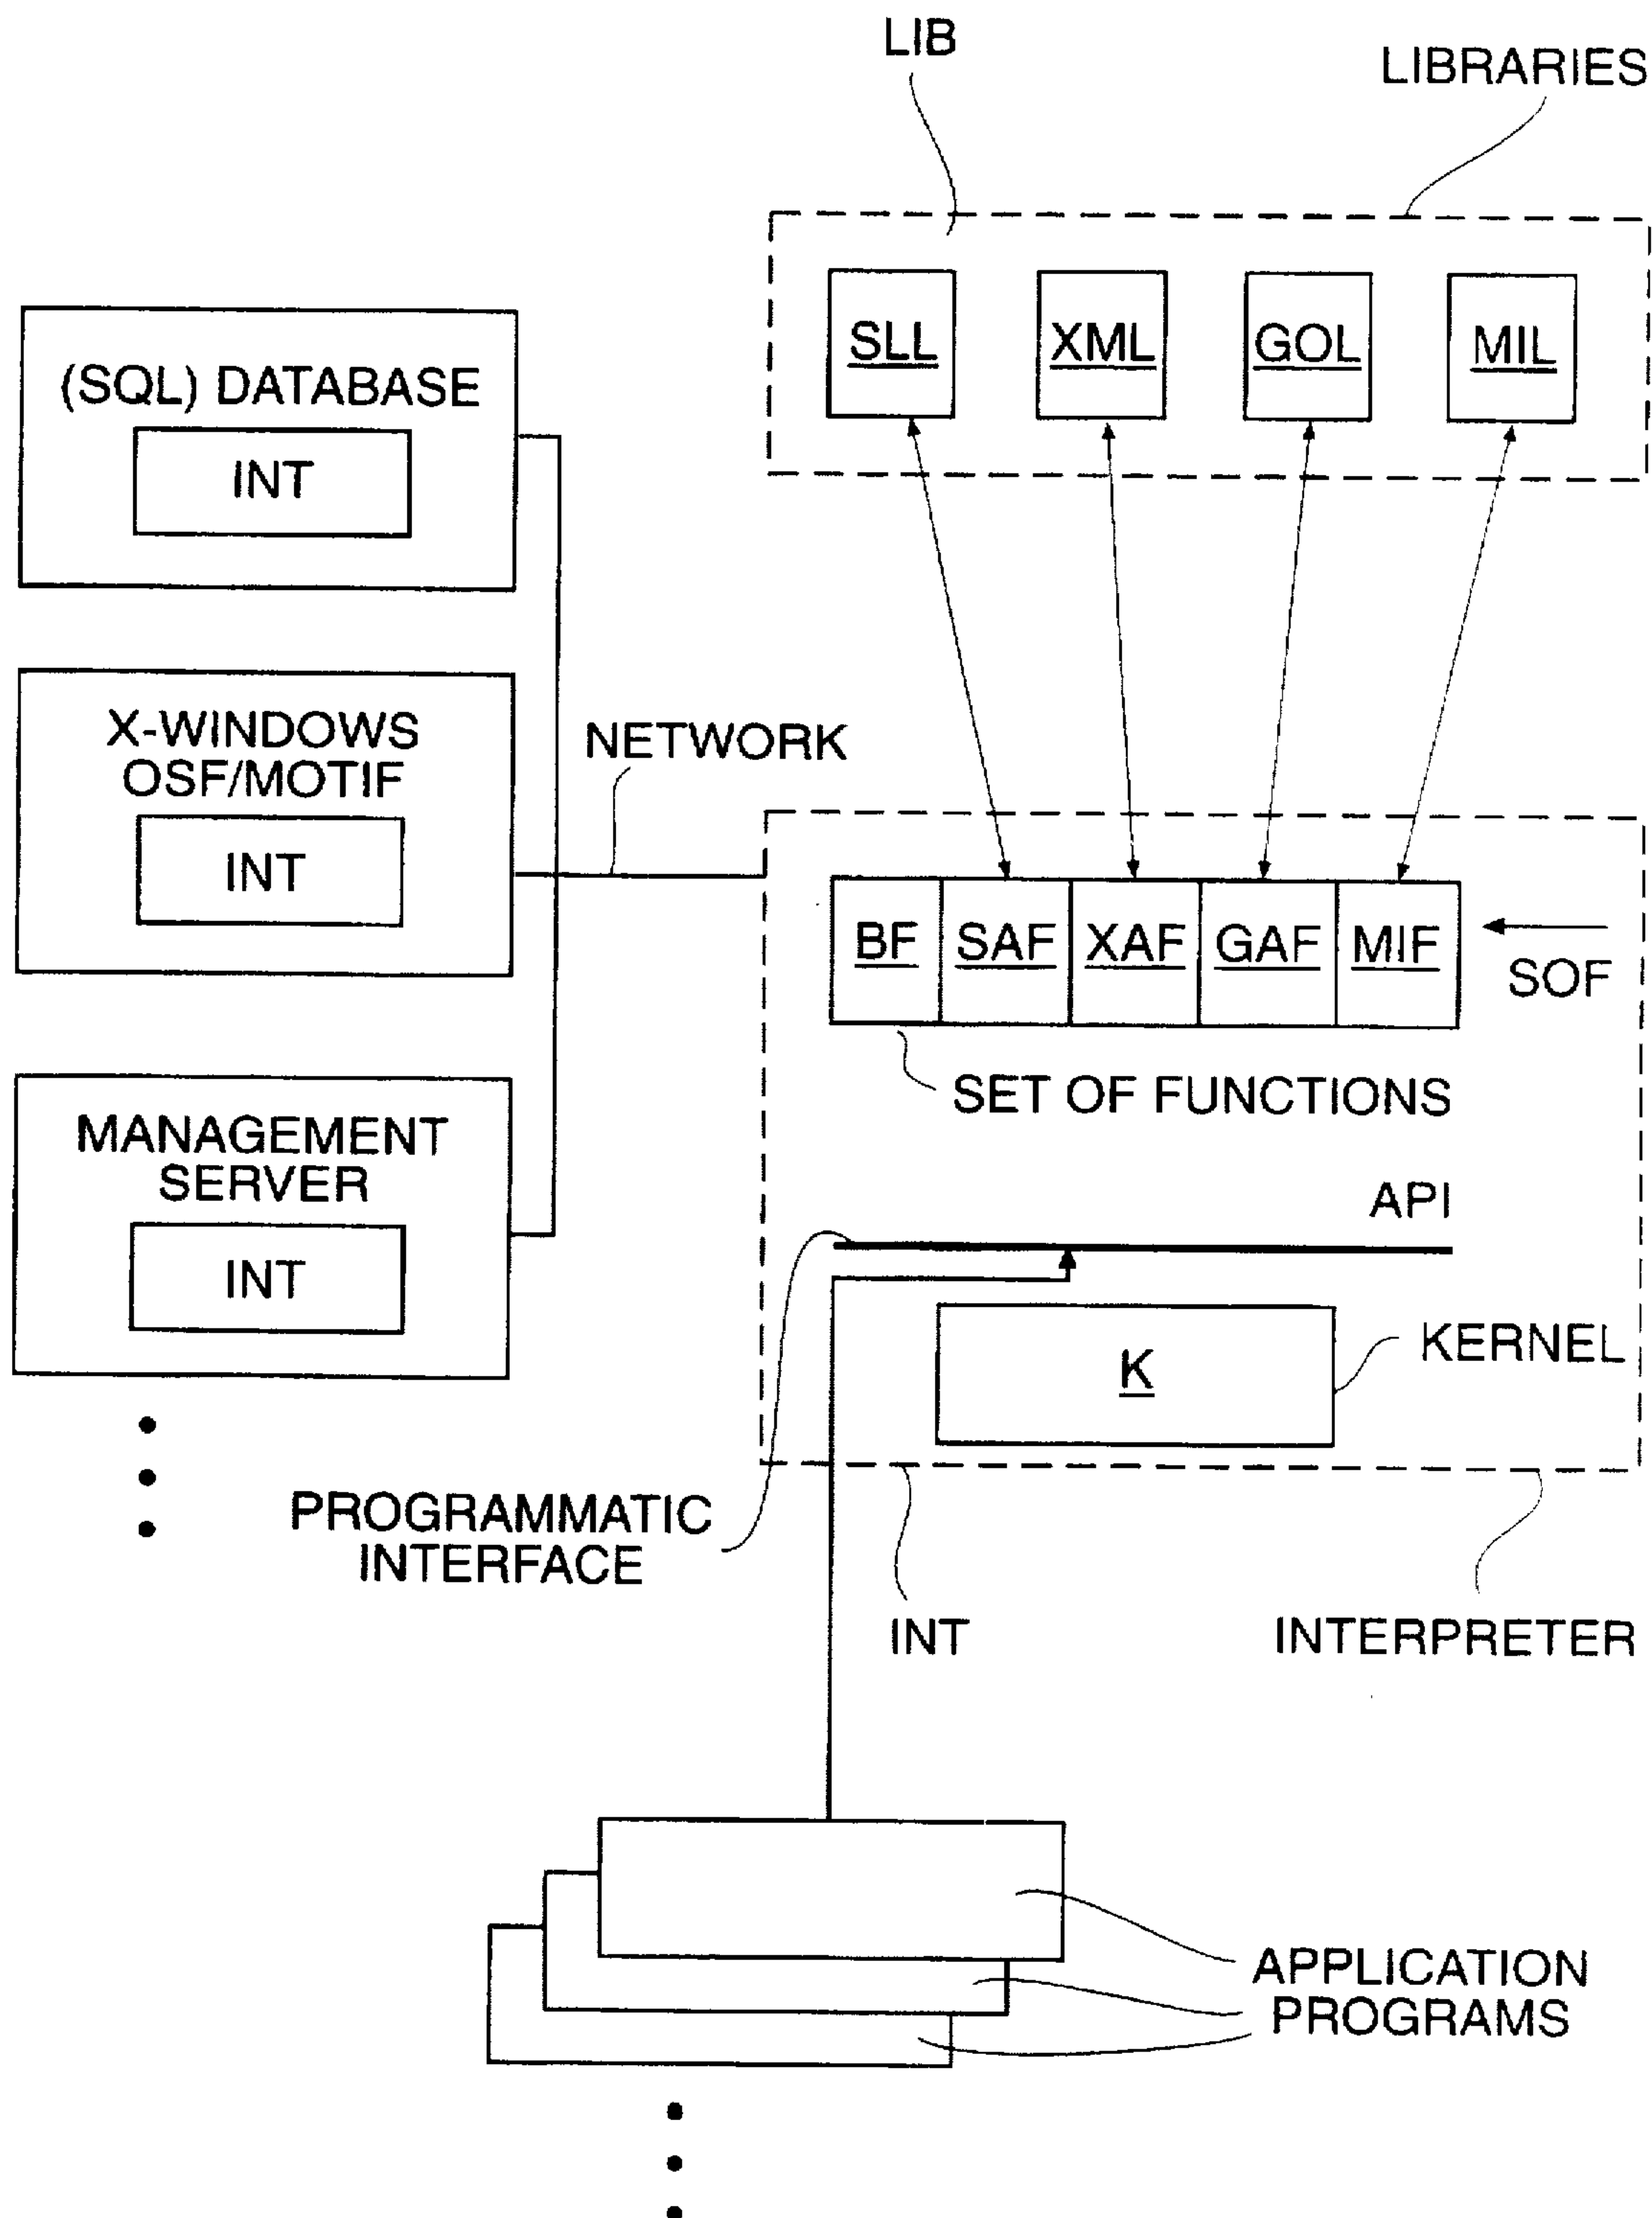 LIB
LIBRARIES
SLL XML GOL MIL
(SQL) DATABASE
INT
X-WINDOWS
OSF/MOTIF
INT
NETWORK
BF SAF XAF GAF MIF
SOF
SET OF FUNCTIONS
MANAGEMENT
SERVER
INT
API
K
KERNEL
PROGRAMMATIC
INTERFACE
INT
INTERPRETER
APPLICATION
PROGRAMS